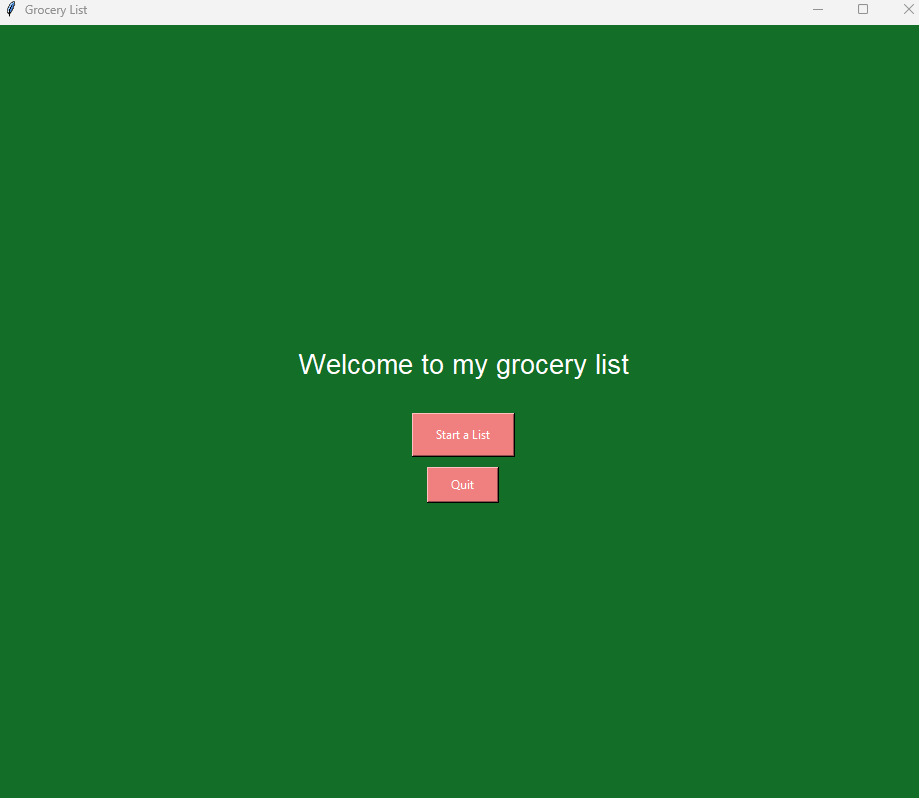 Grocery List
Welcome to my grocery list
Start a List
Quit